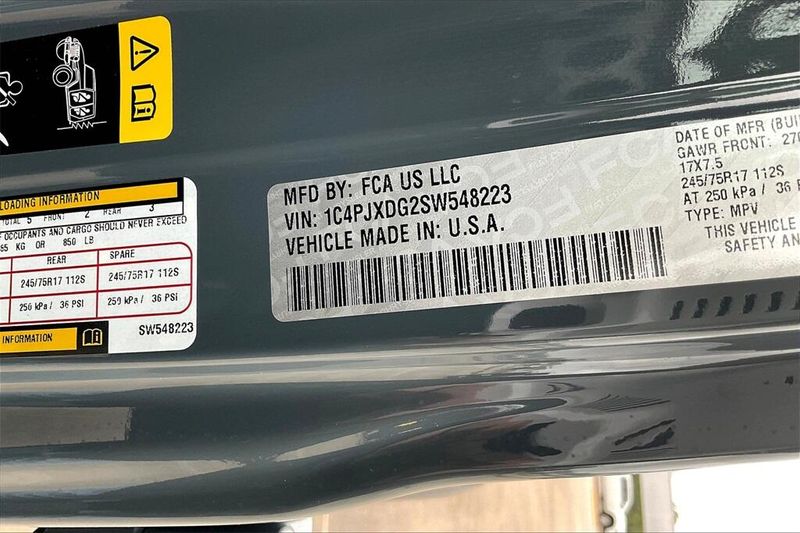 LOADING INFORMATION
TOTAL 5 FRONT 2 REAR 3
OCCUPANTS AND CARGO SHOULD NEVER EXCEED
KG OR 850 LB
REAR SPARE
245/75R17 112S 245/75R17 112S
250 kPa / 36 PSI 250 kPa / 36 PSI
INFORMATION
SW548223
MFD BY: FCA US LLC
VIN: 1C4PJXDG2SW548223
VEHICLE MADE IN: U.S.A.
DATE OF MFR (BUI
GAWR FRONT: 270
17X7.5
245/75R17 112S
AT 250 kPa / 36 P
TYPE: MPV
THIS VEHICLE
SAFETY AN